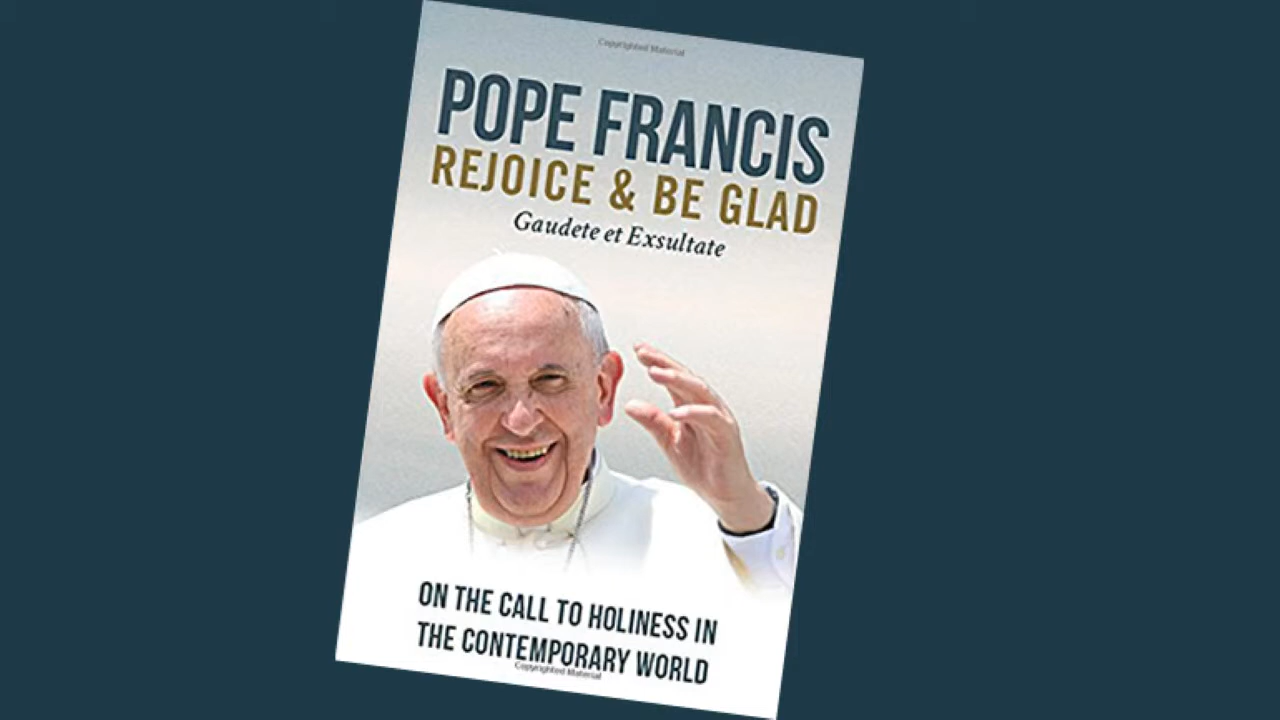 Copyrighted Material
POPE FRANCIS
REJOICE & BE GLAD
Gaudete et Exsultate
ON THE CALL TO HOLINESS IN
THE CONTEMPORARY WORLD
Copyrighted Material